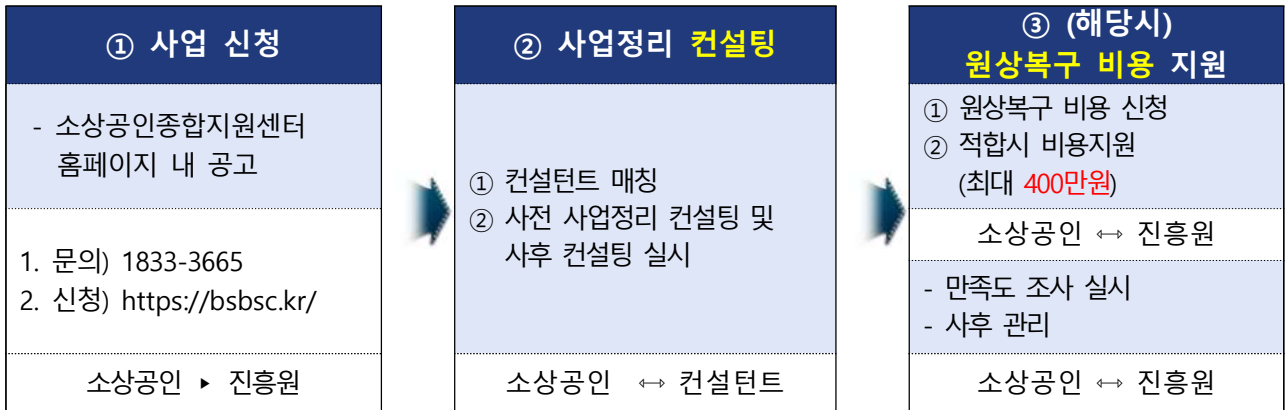 ① 사업 신청
- 소상공인종합지원센터
홈페이지 내 공고
1. 문의) 1833-3665
2. 신청) https://bsbsc.kr/
소상공인 ▸ 진흥원
② 사업정리 컨설팅
① 컨설턴트 매칭
② 사전 사업정리 컨설팅 및
사후 컨설팅 실시
소상공인 ⇔ 컨설턴트
③ (해당시)
원상복구 비용 지원
① 원상복구 비용 신청
② 적합시 비용지원
(최대 400만원)
소상공인 ⇔ 진흥원
- 만족도 조사 실시
- 사후 관리
소상공인 ⇔ 진흥원